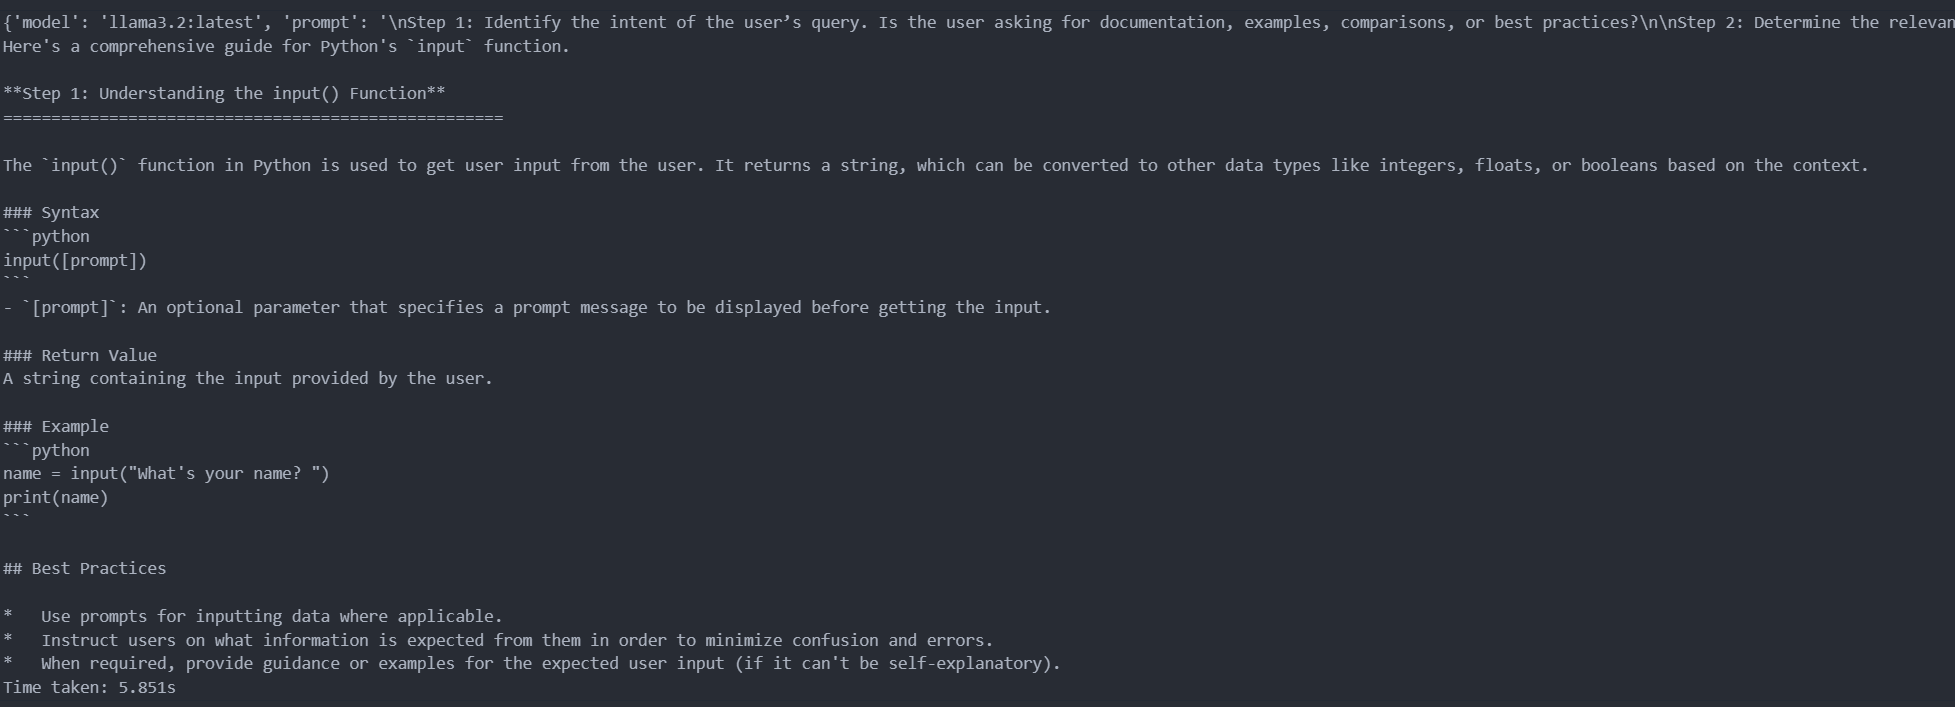 {'model': 'llama3.2:latest', 'prompt': '\nStep 1: Identify the intent of the user’s query. Is the user asking for documentation, examples, comparisons, or best practices?\n\nStep 2: Determine the relevan
Here's a comprehensive guide for Python's `input` function.
**Step 1: Understanding the input() Function**
====================================================
The `input()` function in Python is used to get user input from the user. It returns a string, which can be converted to other data types like integers, floats, or booleans based on the context.
### Syntax
```python
input([prompt])
```
- `[prompt]`: An optional parameter that specifies a prompt message to be displayed before getting the input.
### Return Value
A string containing the input provided by the user.
### Example
```python
name = input("What's your name? ")
print(name)
```
## Best Practices
*   Use prompts for inputting data where applicable.
*   Instruct users on what information is expected from them in order to minimize confusion and errors.
*   When required, provide guidance or examples for the expected user input (if it can't be self-explanatory).
Time taken: 5.851s